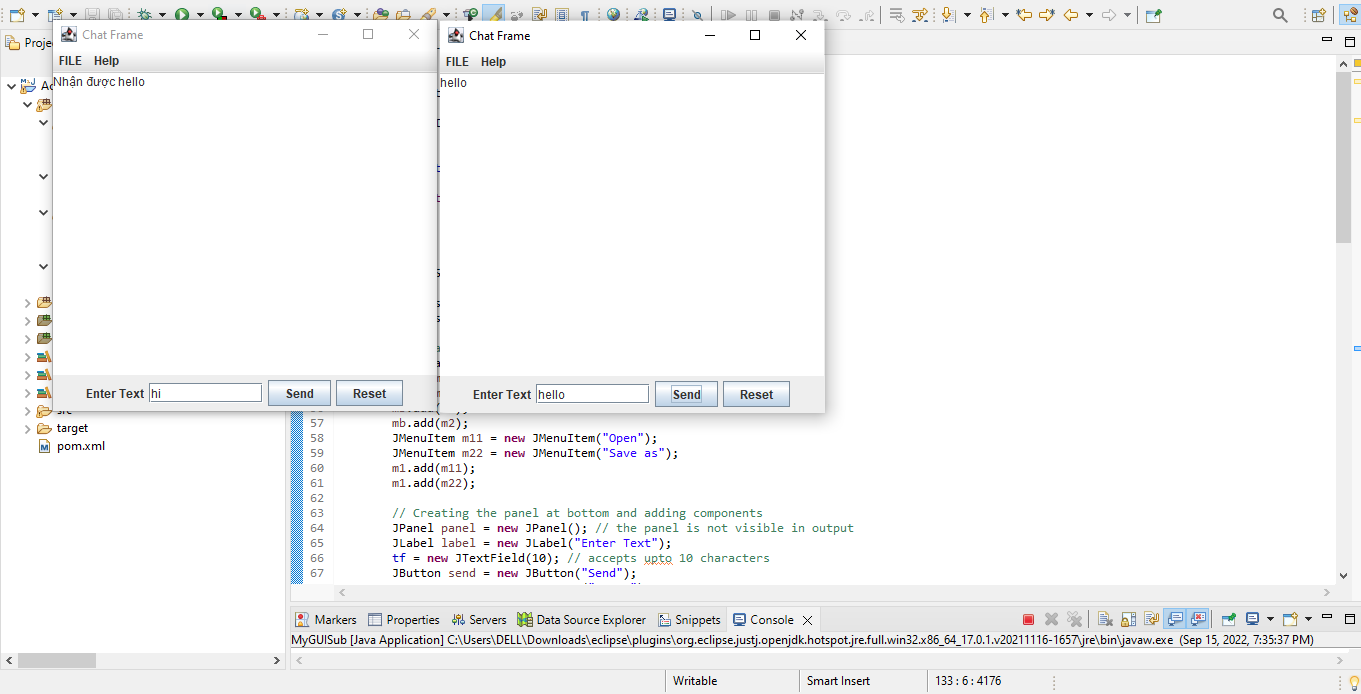 Chat Frame
FILE Help
Nhận được hello
Enter Text hi Send Reset
Chat Frame
FILE Help
hello
Enter Text hello Send Reset
target
pom.xml
57 mb.add(m2);
58 JMenuItem m11 = new JMenuItem("Open");
59 JMenuItem m22 = new JMenuItem("Save as");
60 m1.add(m11);
61 m1.add(m22);
62
63 // Creating the panel at bottom and adding components
64 JPanel panel = new JPanel(); // the panel is not visible in output
65 JLabel label = new JLabel("Enter Text");
66 tf = new JTextField(10); // accepts upto 10 characters
67 JButton send = new JButton("Send");
Markers Properties Servers Data Source Explorer Snippets Console
MyGUISub [Java Application] C:\Users\DELL\Downloads\eclipse\plugins\org.eclipse.justj.openjdk.hotspot.jre.full.win32.x86_64_17.0.1.v20211116-1657\jre\bin\javaw.exe (Sep 15, 2022, 7:35:37 PM)
Writable Smart Insert 133 : 6 : 4176